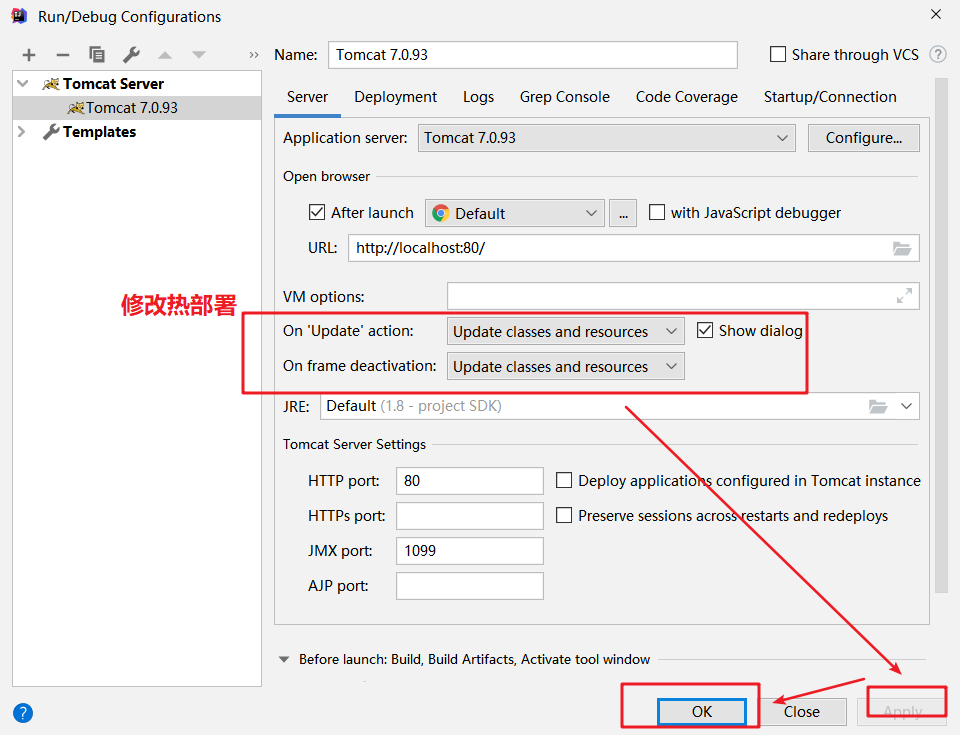 Run/Debug Configurations
Name: Tomcat 7.0.93 Share through VCS ?
Tomcat Server
Tomcat 7.0.93
Templates
Server Deployment Logs Grep Console Code Coverage Startup/Connection
Application server: Tomcat 7.0.93 Configure...
Open browser
After launch Default ... with JavaScript debugger
URL: http://localhost:80/
VM options:
修改热部署
On 'Update' action: Update classes and resources Show dialog
On frame deactivation: Update classes and resources
JRE: Default (1.8 - project SDK)
Tomcat Server Settings
HTTP port: 80 Deploy applications configured in Tomcat instance
HTTPs port: Preserve sessions across restarts and redeploys
JMX port: 1099
AJP port:
Before launch: Build, Build Artifacts, Activate tool window
? OK Close Apply